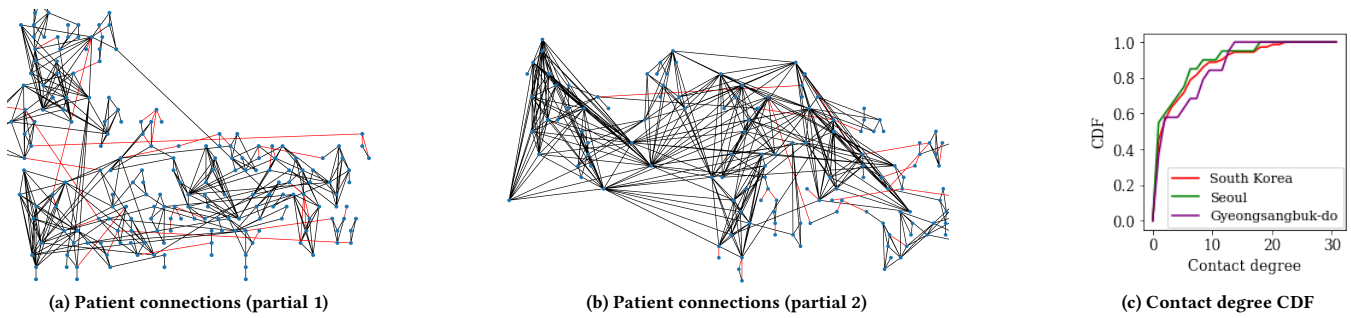 1.0
0.8
0.6
0.4
0.2
0.0
CDF
South Korea
Seoul
Gyeongsangbuk-do
0 10 20 30
Contact degree
(a) Patient connections (partial 1)
(b) Patient connections (partial 2)
(c) Contact degree CDF